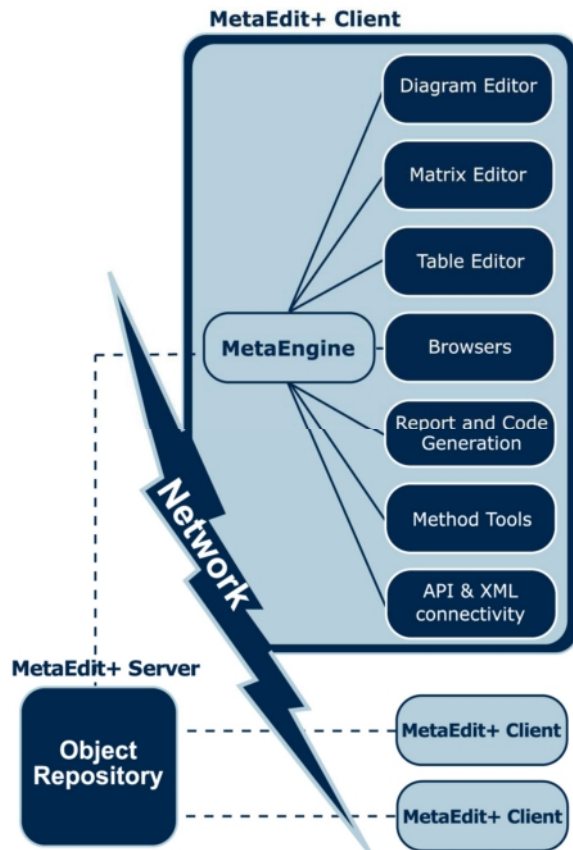 MetaEdit+ Client
Diagram Editor
Matrix Editor
Table Editor
MetaEngine
Browsers
Report and Code
Generation
Network
Method Tools
API & XML
connectivity
MetaEdit+ Server
Object
Repository
MetaEdit+ Client
MetaEdit+ Client